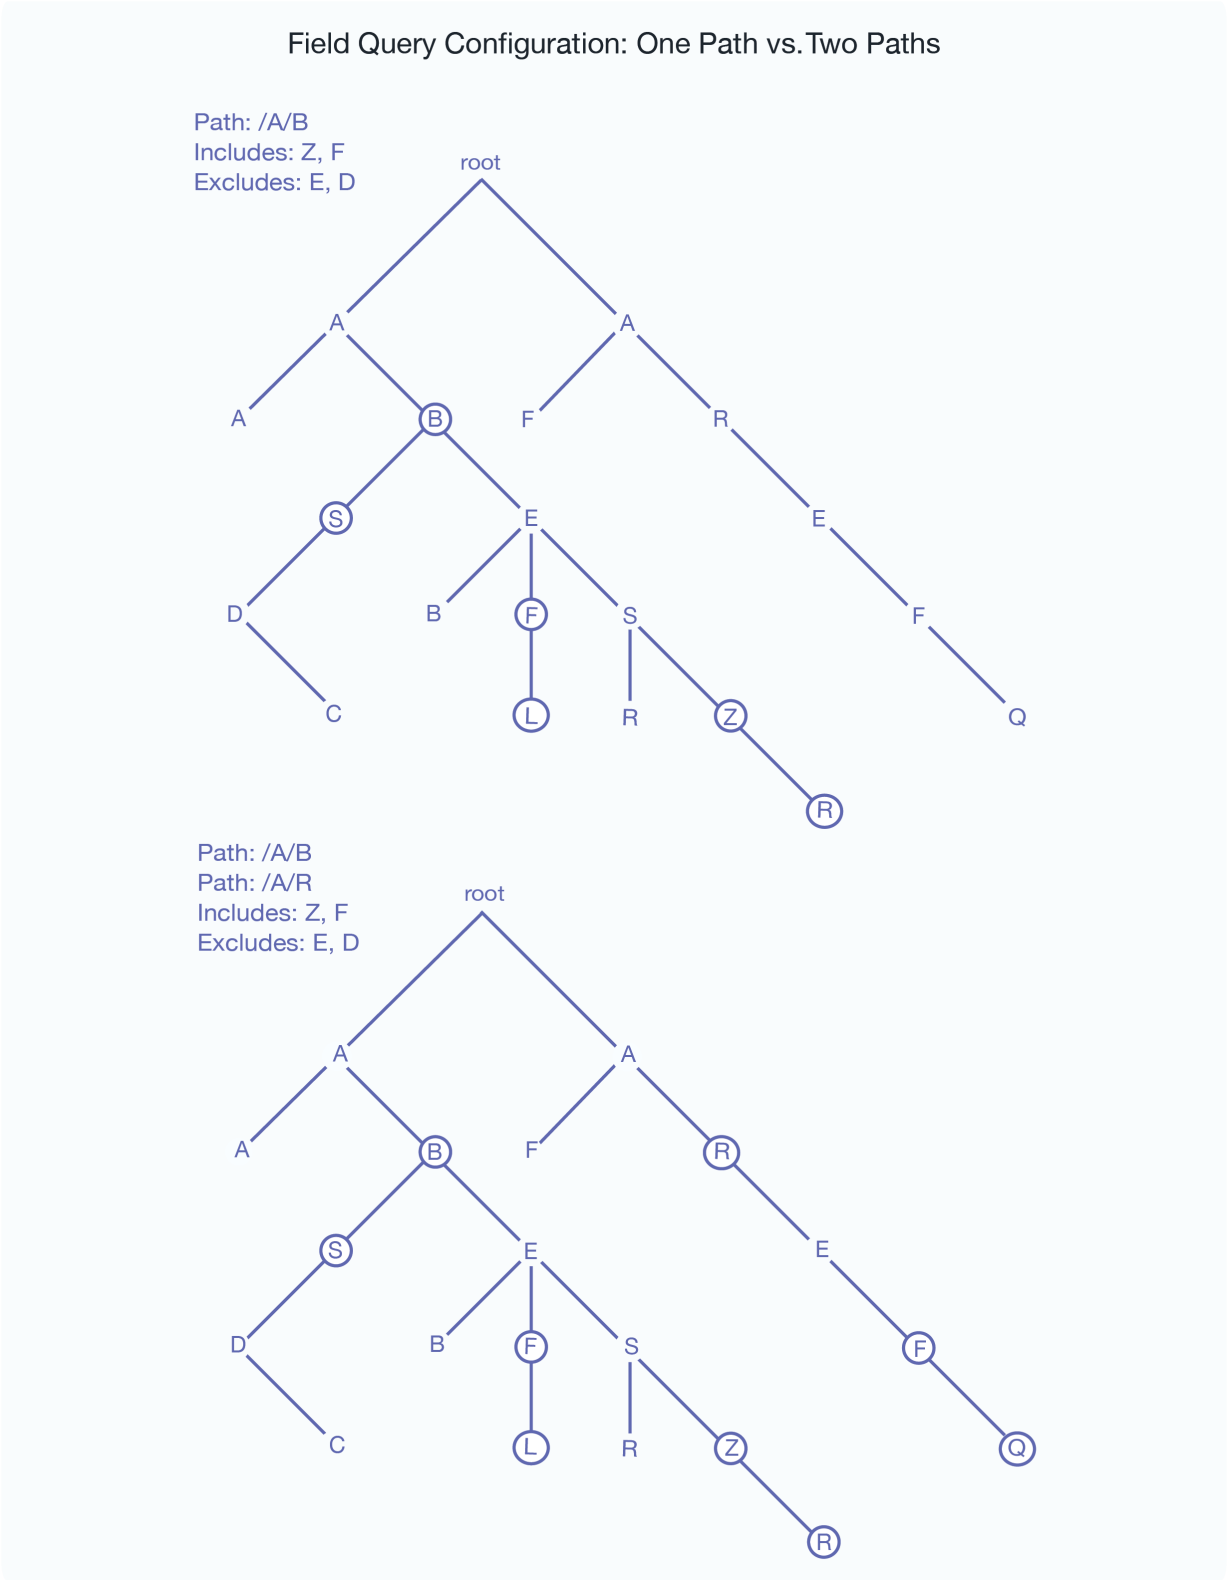 Field Query Configuration: One Path vs. Two Paths
Path: /A/B
Includes: Z, F
Excludes: E, D
root
A
A
A
B
F
R
S
E
E
D
B
F
S
F
C
L
R
Z
Q
R
Path: /A/B
Path: /A/R
Includes: Z, F
Excludes: E, D
root
A
A
A
B
F
R
S
E
E
D
B
F
S
F
C
L
R
Z
Q
R